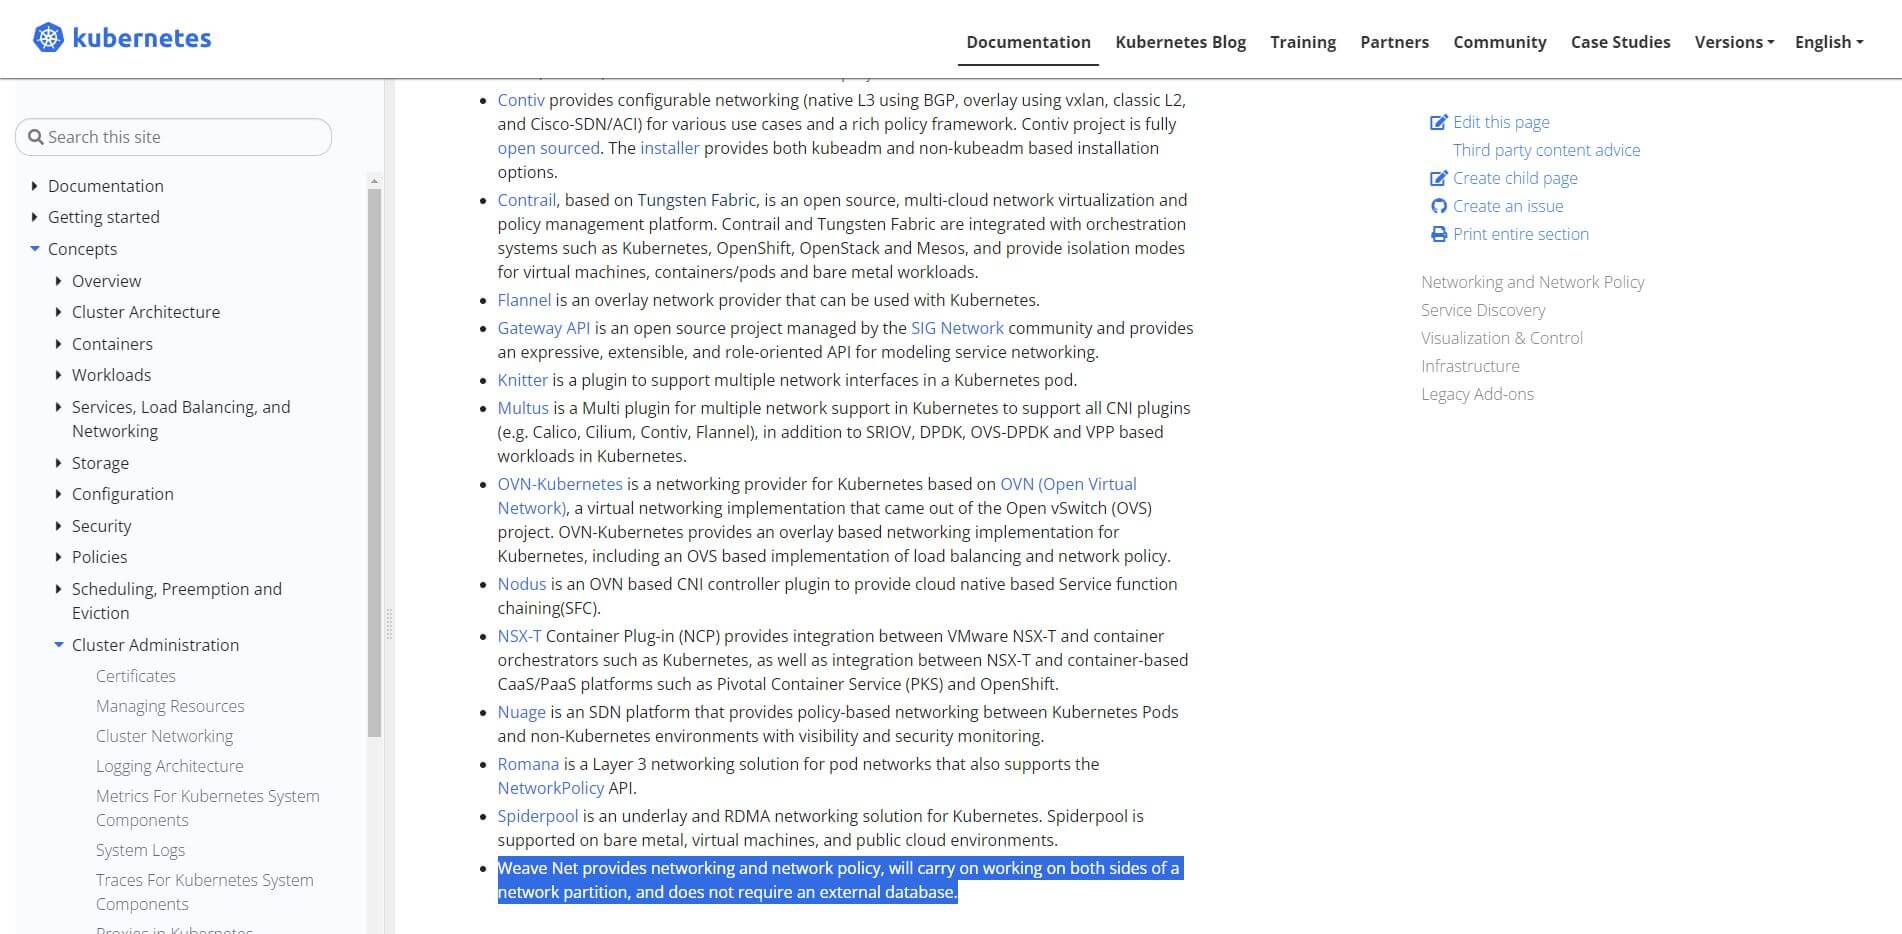 kubernetes
Documentation
Kubernetes Blog
Training
Partners
Community
Case Studies
Versions
English
Search this site
Documentation
Getting started
Concepts
Overview
Cluster Architecture
Containers
Workloads
Services, Load Balancing, and
Networking
Storage
Configuration
Security
Policies
Scheduling, Preemption and
Eviction
Cluster Administration
Certificates
Managing Resources
Cluster Networking
Logging Architecture
Metrics For Kubernetes System
Components
System Logs
Traces For Kubernetes System
Components
Proxies in Kubernetes
Contiv provides configurable networking (native L3 using BGP, overlay using vxlan, classic L2,
and Cisco-SDN/ACI) for various use cases and a rich policy framework. Contiv project is fully
open sourced. The installer provides both kubeadm and non-kubeadm based installation
options.
Contrail, based on Tungsten Fabric, is an open source, multi-cloud network virtualization and
policy management platform. Contrail and Tungsten Fabric are integrated with orchestration
systems such as Kubernetes, OpenShift, OpenStack and Mesos, and provide isolation modes
for virtual machines, containers/pods and bare metal workloads.
Flannel is an overlay network provider that can be used with Kubernetes.
Gateway API is an open source project managed by the SIG Network community and provides
an expressive, extensible, and role-oriented API for modeling service networking.
Knitter is a plugin to support multiple network interfaces in a Kubernetes pod.
Multus is a Multi plugin for multiple network support in Kubernetes to support all CNI plugins
(e.g. Calico, Cilium, Contiv, Flannel), in addition to SRIOV, DPDK, OVS-DPDK and VPP based
workloads in Kubernetes.
OVN-Kubernetes is a networking provider for Kubernetes based on OVN (Open Virtual
Network), a virtual networking implementation that came out of the Open vSwitch (OVS)
project. OVN-Kubernetes provides an overlay based networking implementation for
Kubernetes, including an OVS based implementation of load balancing and network policy.
Nodus is an OVN based CNI controller plugin to provide cloud native based Service function
chaining(SFC).
NSX-T Container Plug-in (NCP) provides integration between VMware NSX-T and container
orchestrators such as Kubernetes, as well as integration between NSX-T and container-based
CaaS/PaaS platforms such as Pivotal Container Service (PKS) and OpenShift.
Nuage is an SDN platform that provides policy-based networking between Kubernetes Pods
and non-Kubernetes environments with visibility and security monitoring.
Romana is a Layer 3 networking solution for pod networks that also supports the
NetworkPolicy API.
Spiderpool is an underlay and RDMA networking solution for Kubernetes. Spiderpool is
supported on bare metal, virtual machines, and public cloud environments.
Weave Net provides networking and network policy, will carry on working on both sides of a
network partition, and does not require an external database.
Edit this page
Third party content advice
Create child page
Create an issue
Print entire section
Networking and Network Policy
Service Discovery
Visualization & Control
Infrastructure
Legacy Add-ons